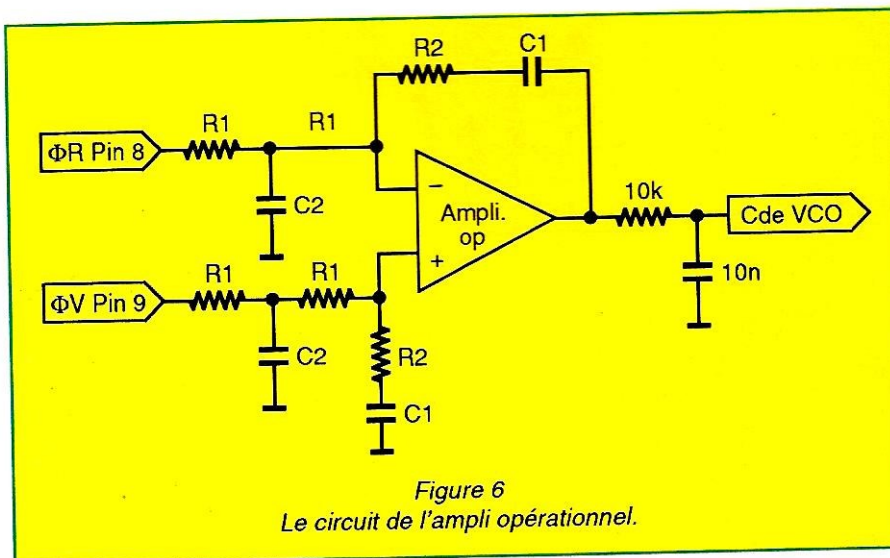 R2
C1
R1
R1
ΦR Pin 8
C2
−
Ampli.
op
+
10k
Cde VCO
10n
R1
R1
ΦV Pin 9
C2
R2
C1
Figure 6
Le circuit de l'ampli opérationnel.